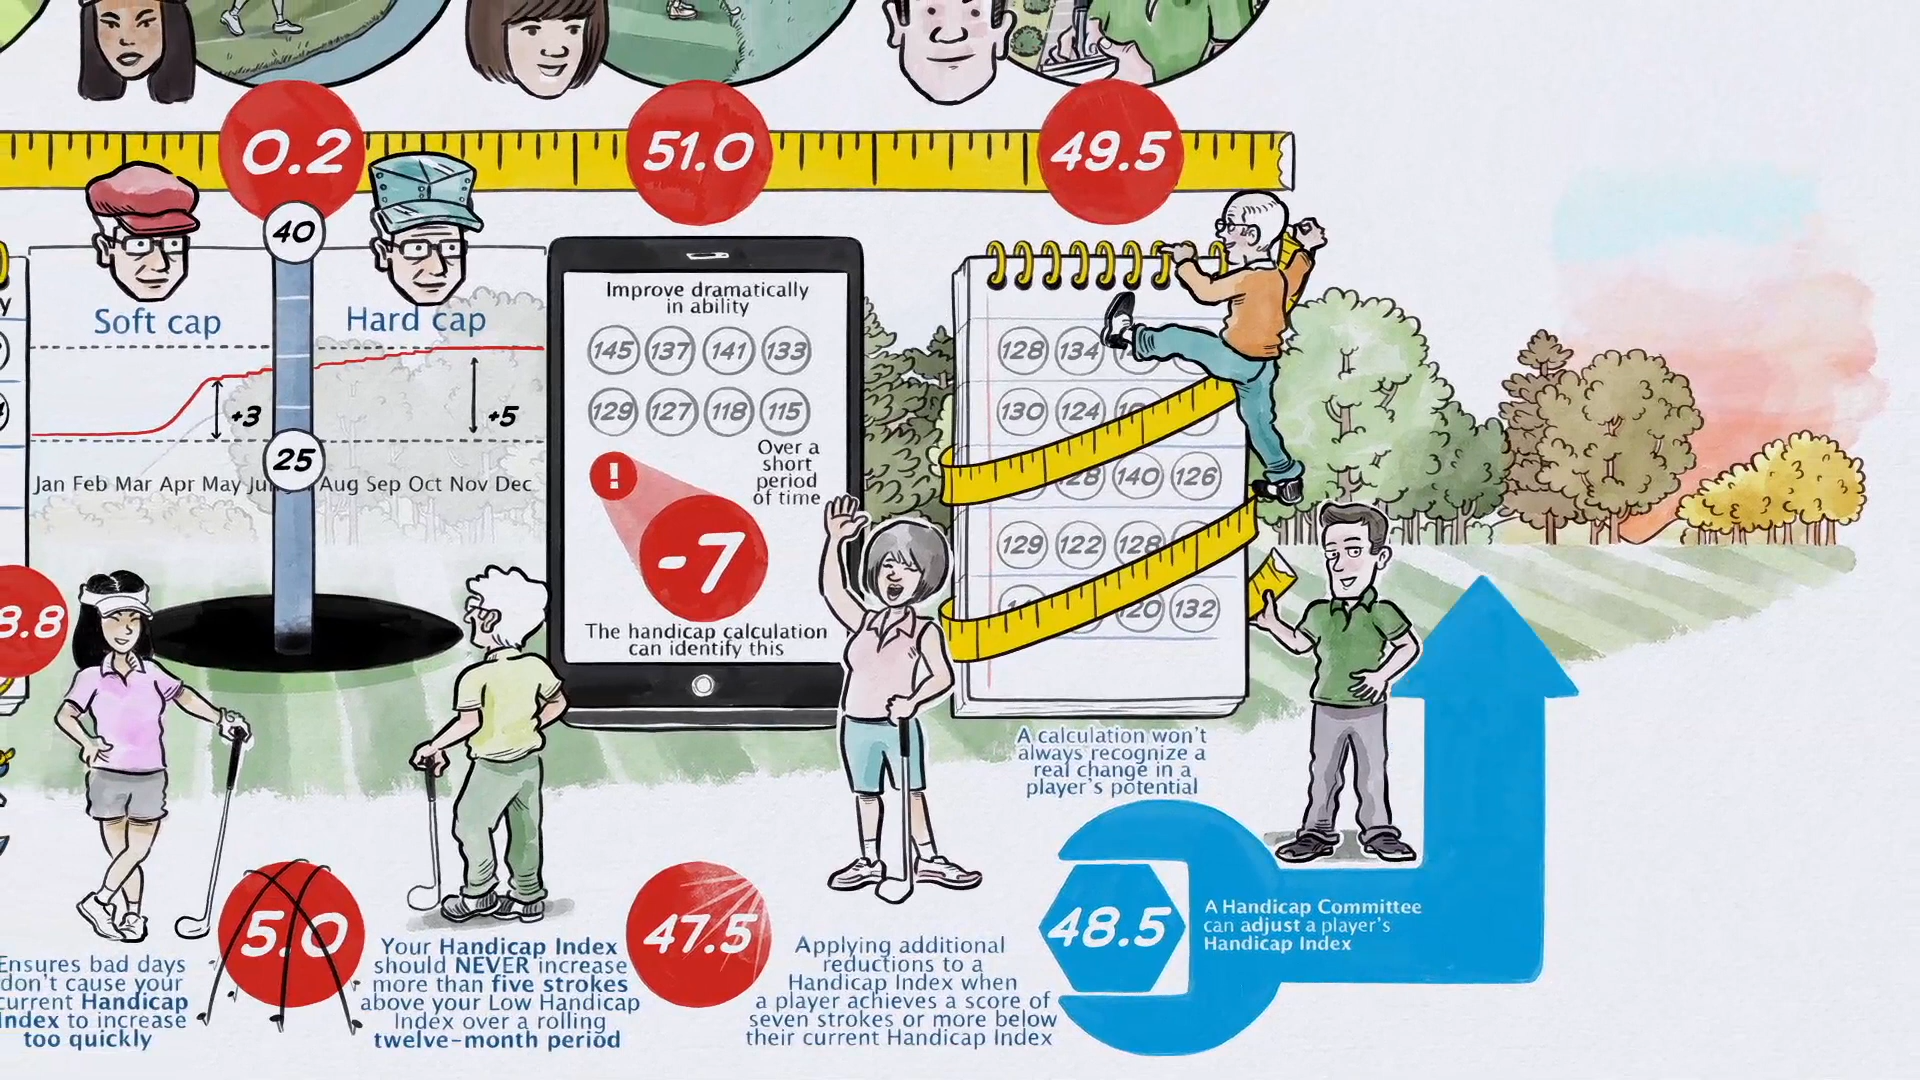 0.2
51.0
49.5
40
Soft cap
Hard cap
+3
+5
25
Jan Feb Mar Apr May Aug Sep Oct Nov Dec
Improve dramatically
in ability
145 137 141 133
129 127 118 115
Over a
short
period
of time
!
-7
The handicap calculation
can identify this
128 134
130 124
140 126
129 122 128
132
8.8
A calculation won't
always recognize a
real change in a
player's potential
5.0
47.5
48.5
Ensures bad days
don't cause your
current Handicap
Index to increase
too quickly
Your Handicap Index
should NEVER increase
more than five strokes
above your Low Handicap
Index over a rolling
twelve-month period
Applying additional
reductions to a
Handicap Index when
a player achieves a score of
seven strokes or more below
their current Handicap Index
A Handicap Committee
can adjust a player's
Handicap Index